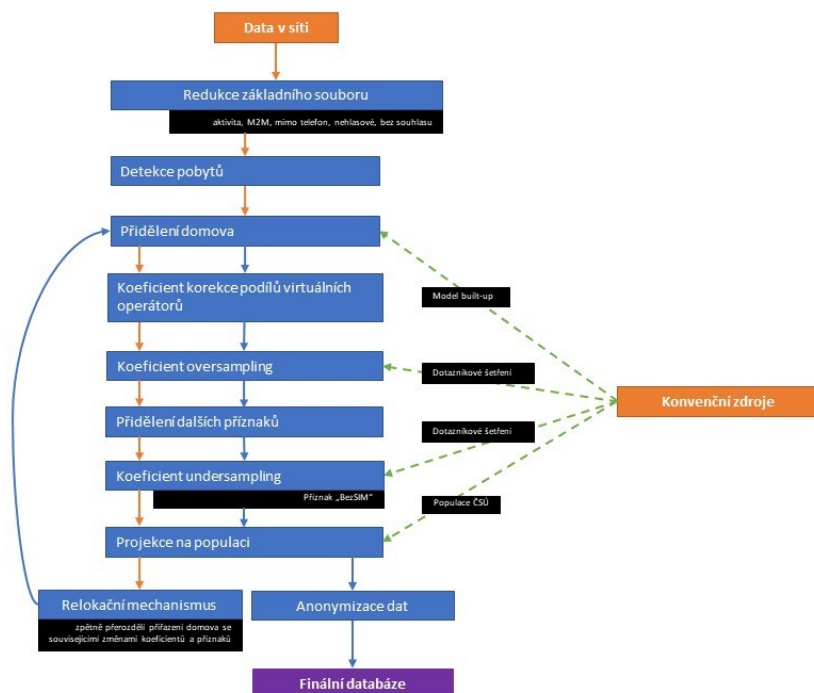 Data v síti
Redukce základního souboru
aktivita, M2M, mimo telefon, nehlasové, bez souhlasu
Detekce pobytů
Přidělení domova
Model built-up
Koeficient korekce podílů virtuálních
operátorů
Koeficient oversampling
Dotazníkové šetření
Konvenční zdroje
Přidělení dalších příznaků
Dotazníkové šetření
Koeficient undersampling
Příznak „BezSIM“
Populace ČSÚ
Projekce na populaci
Relokační mechanismus
zpětně přerozdělí přiřazení domova se
souvisejícími změnami koeficientů a příznaků
Anonymizace dat
Finální databáze